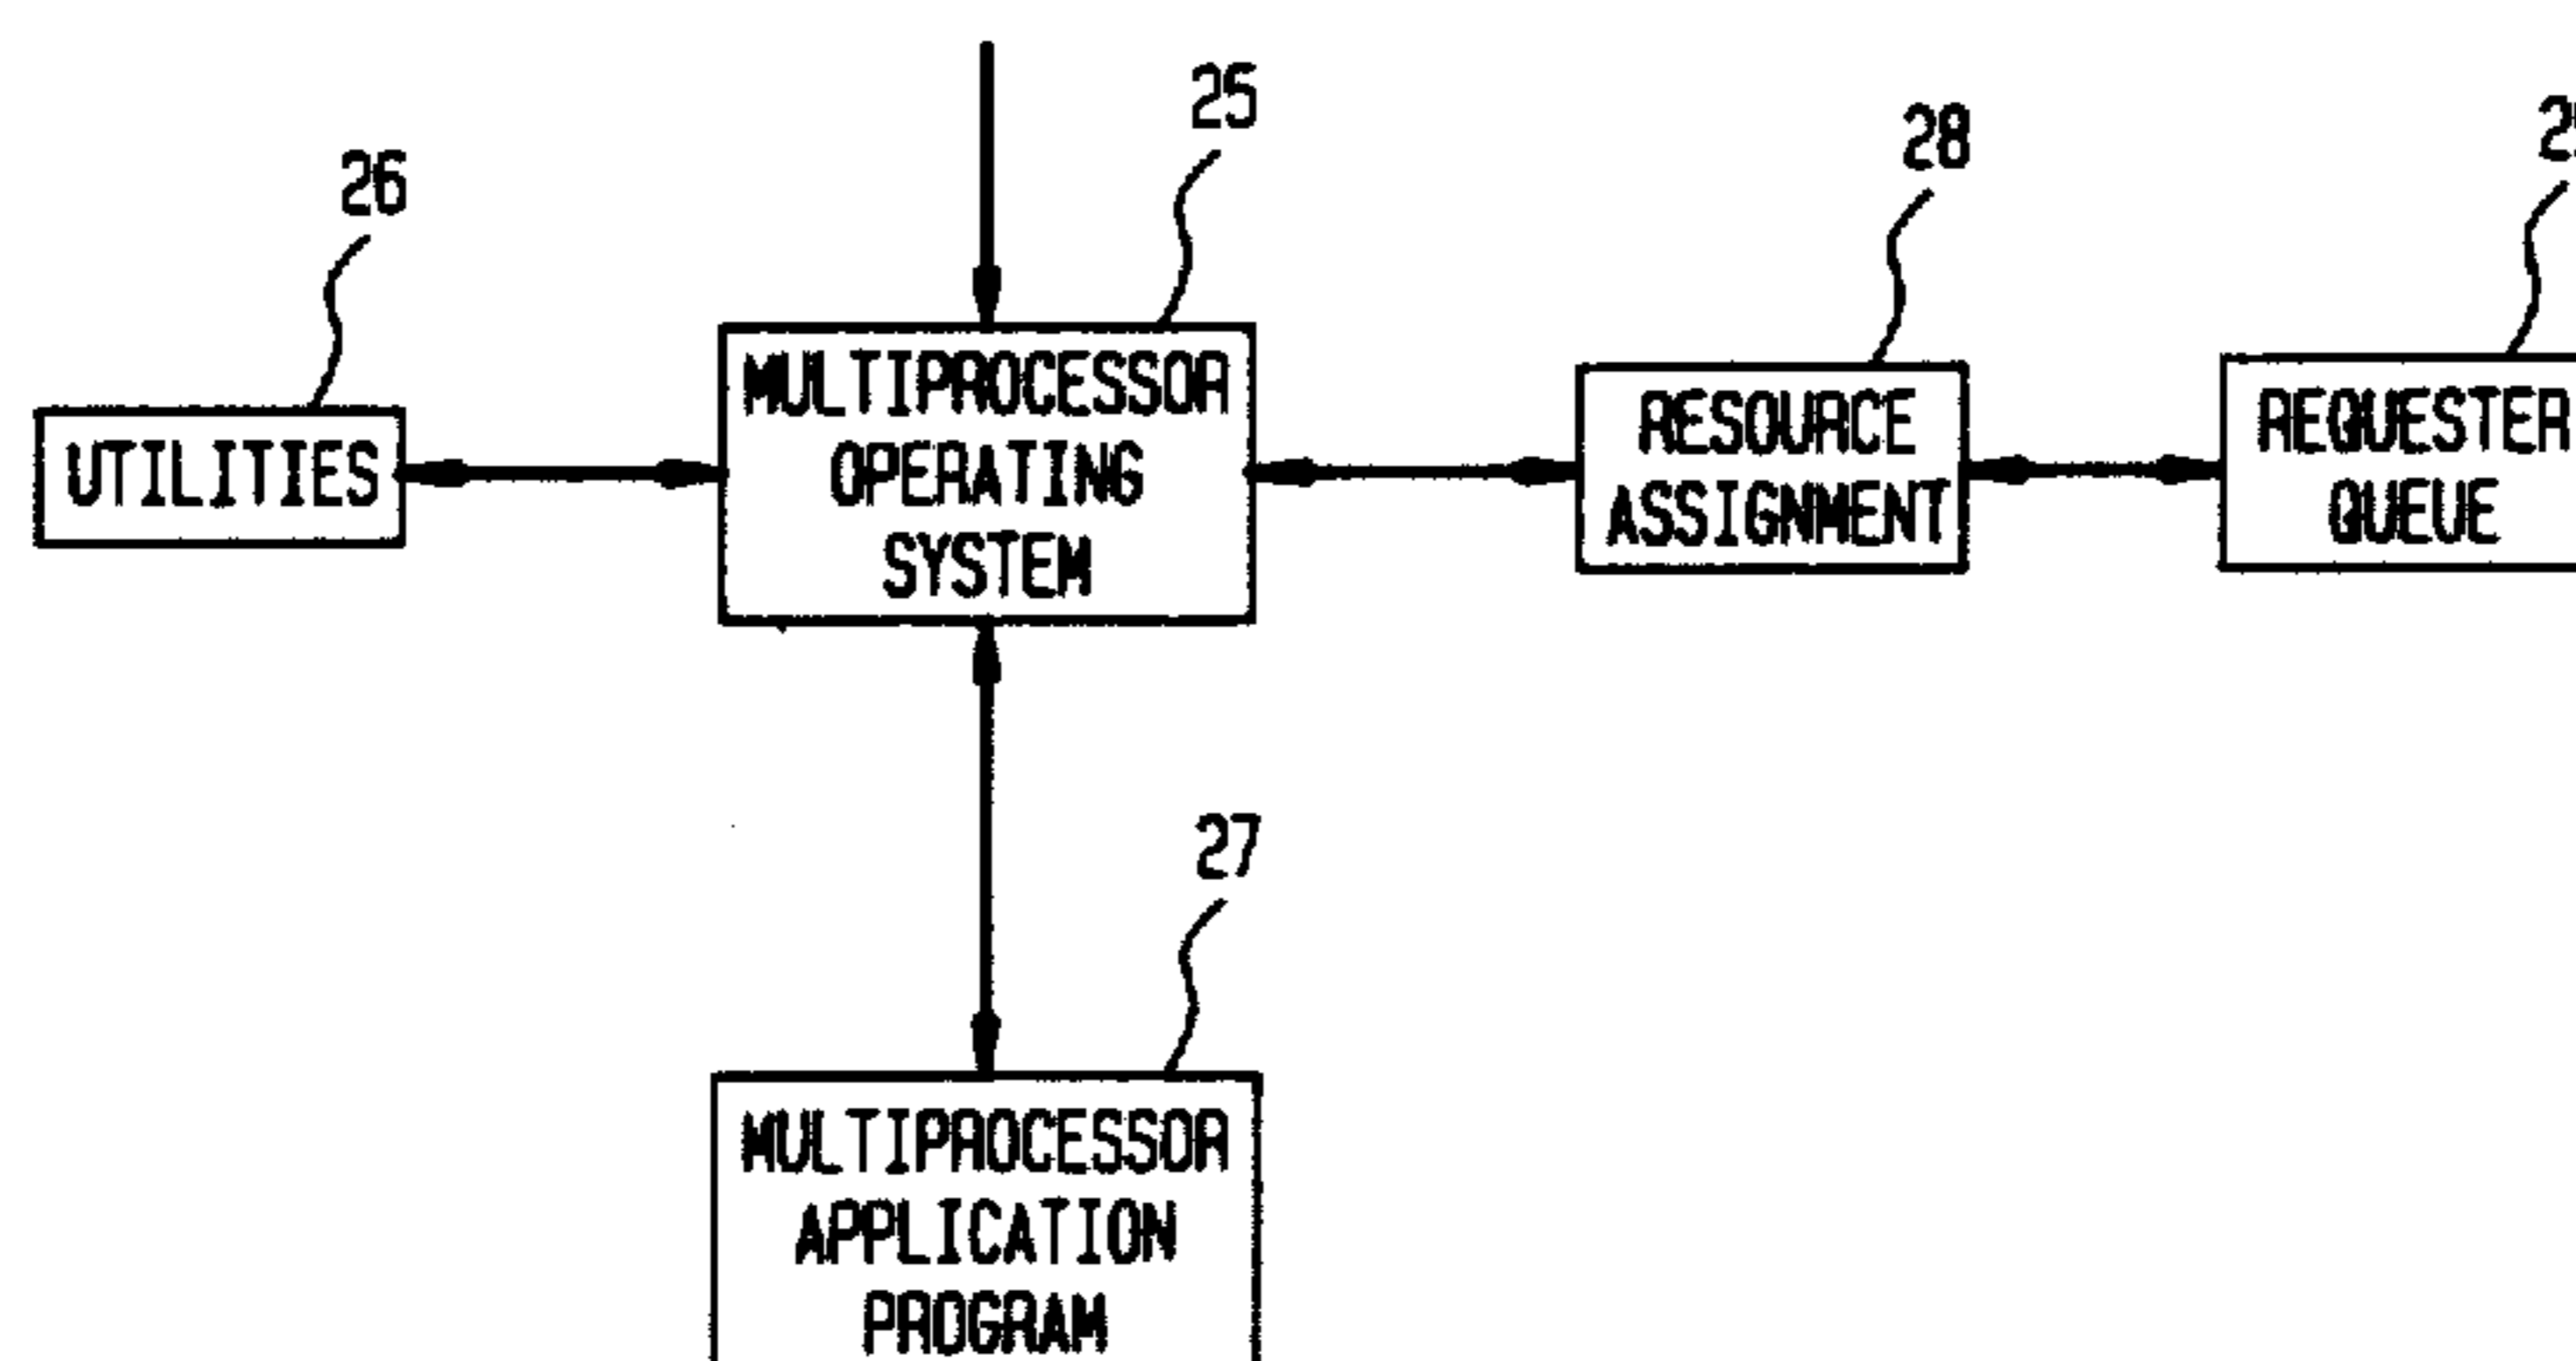 25
28
26
MULTIPROCESSOR
OPERATING
SYSTEM
UTILITIES
RESOURCE
ASSIGNMENT
REQUESTER
QUEUE
27
MULTIPROCESSOR
APPLICATION
PROGRAM